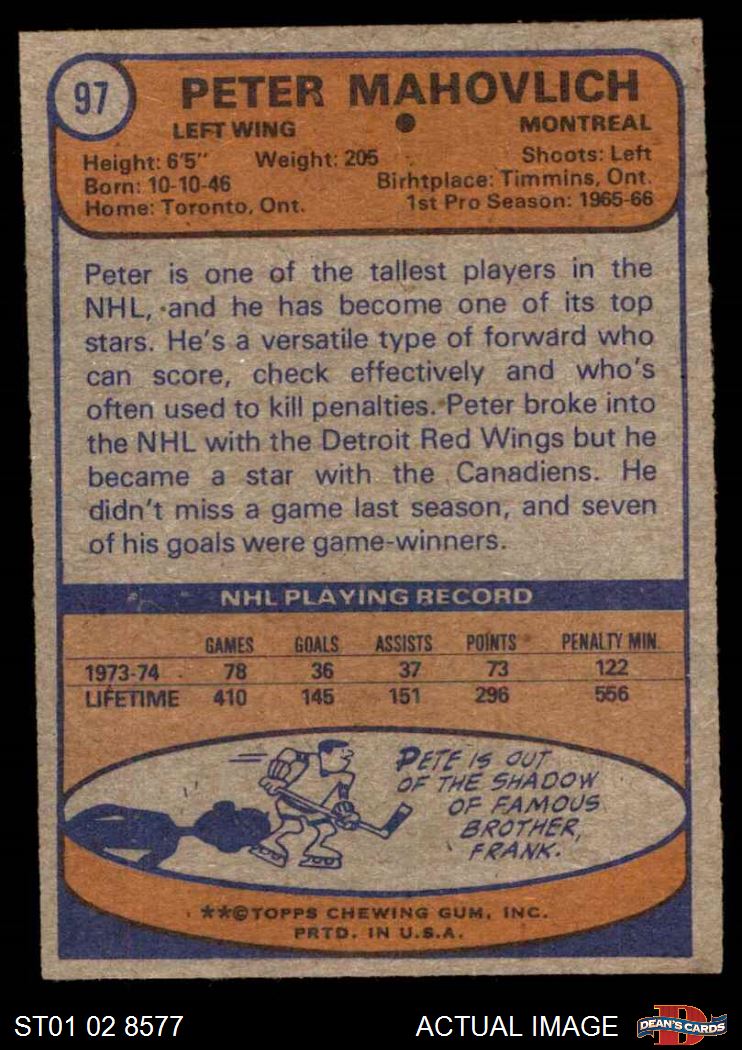 97
PETER MAHOVLICH
LEFT WING MONTREAL
Height: 6'5" Weight: 205 Shoots: Left
Born: 10-10-46 Birhtplace: Timmins, Ont.
Home: Toronto, Ont. 1st Pro Season: 1965-66
Peter is one of the tallest players in the
NHL, and he has become one of its top
stars. He's a versatile type of forward who
can score, check effectively and who's
often used to kill penalties. Peter broke into
the NHL with the Detroit Red Wings but he
became a star with the Canadiens. He
didn't miss a game last season, and seven
of his goals were game-winners.
NHL PLAYING RECORD
GAMES GOALS ASSISTS POINTS PENALTY MIN.
1973-74 78 36 37 73 122
LIFETIME 410 145 151 296 556
PETE IS OUT
OF THE SHADOW
OF FAMOUS
BROTHER,
FRANK.
**©TOPPS CHEWING GUM, INC.
PRTD. IN U.S.A.
ST01 02 8577 ACTUAL IMAGE D DEAN'S CARDS